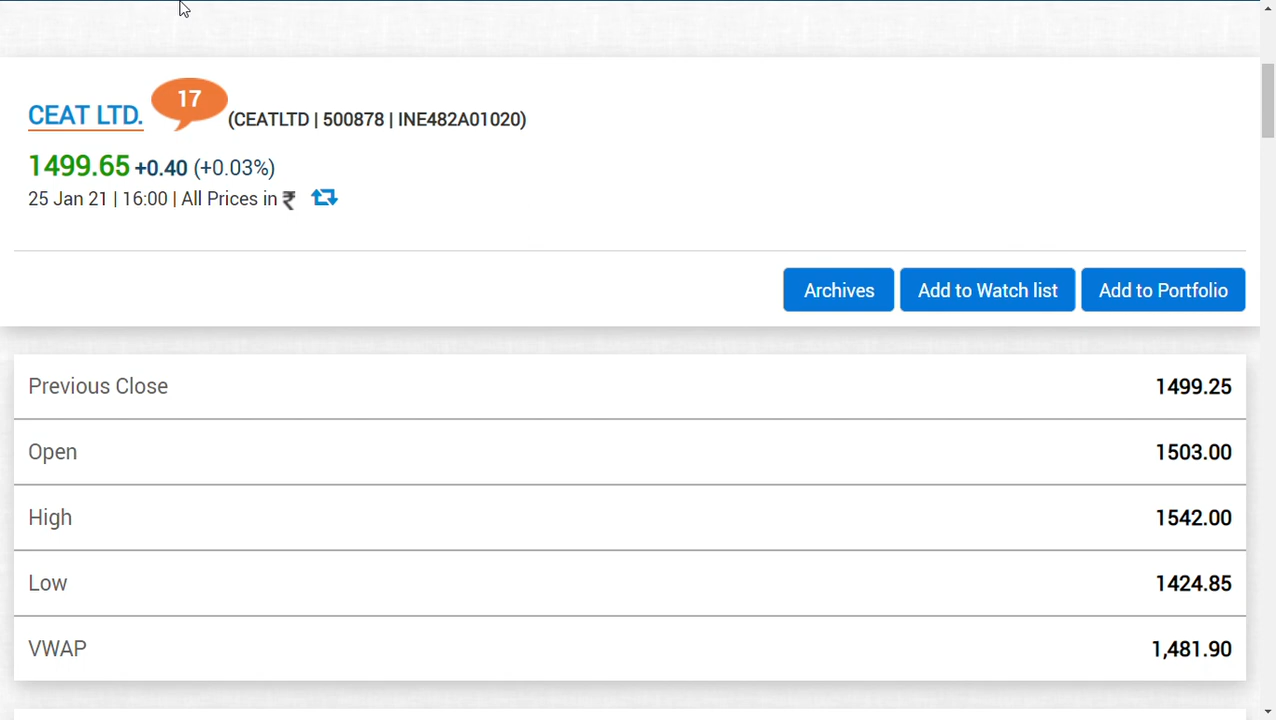 CEAT LTD. 17 (CEATLTD | 500878 | INE482A01020)
1499.65 +0.40 (+0.03%)
25 Jan 21 | 16:00 | All Prices in ₹
Archives Add to Watch list Add to Portfolio
Previous Close 1499.25
Open 1503.00
High 1542.00
Low 1424.85
VWAP 1,481.90